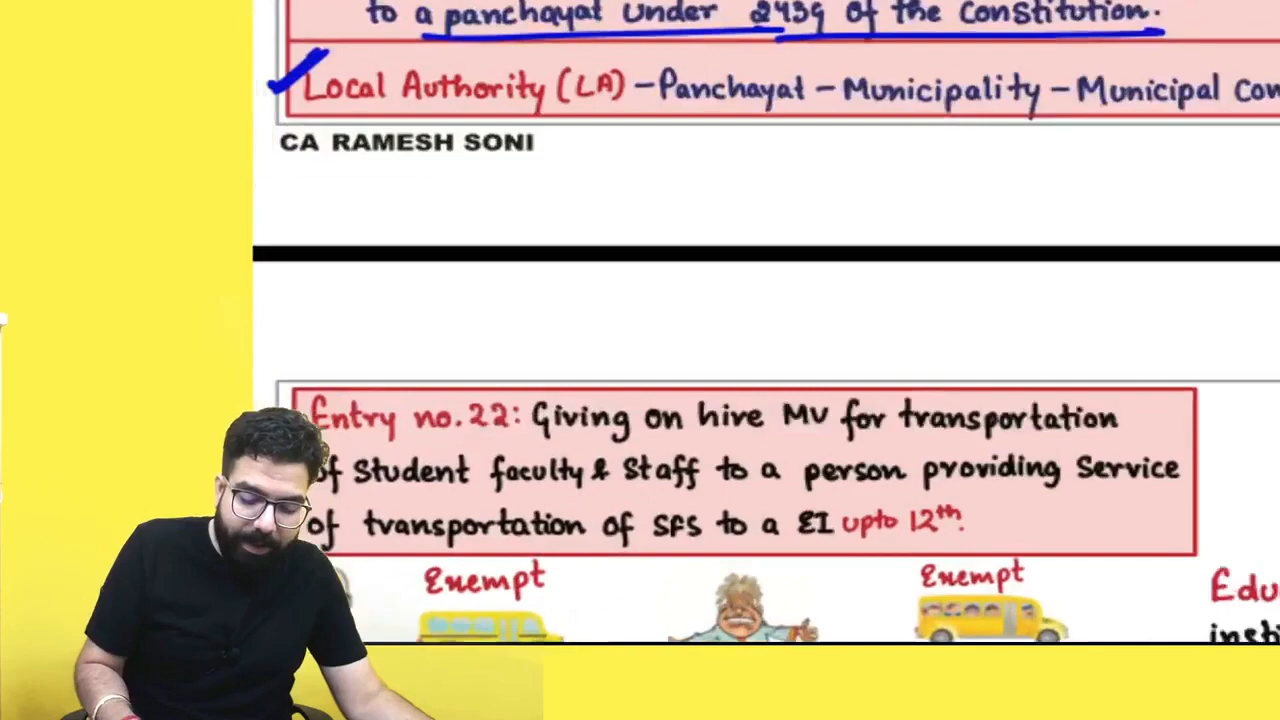 to a panchayat under 243G of the Constitution.
Local Authority (LA) – Panchayat – Municipality – Municipal
CA RAMESH SONI
Entry no. 22: Giving on hire MV for transportation
of Student faculty & Staff to a person providing Service
of transportation of SFS to a EI upto 12th.
Exempt
Exempt